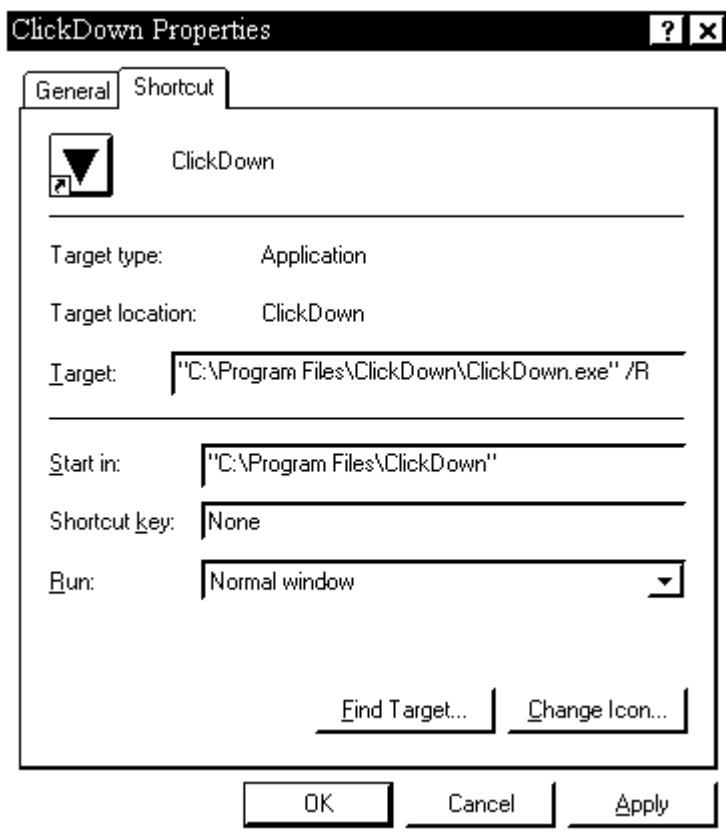 ClickDown Properties ? ×
General Shortcut
ClickDown
Target type: Application
Target location: ClickDown
Target: "C:\Program Files\ClickDown\ClickDown.exe" /R
Start in: "C:\Program Files\ClickDown"
Shortcut key: None
Run: Normal window
Find Target... Change Icon...
OK Cancel Apply